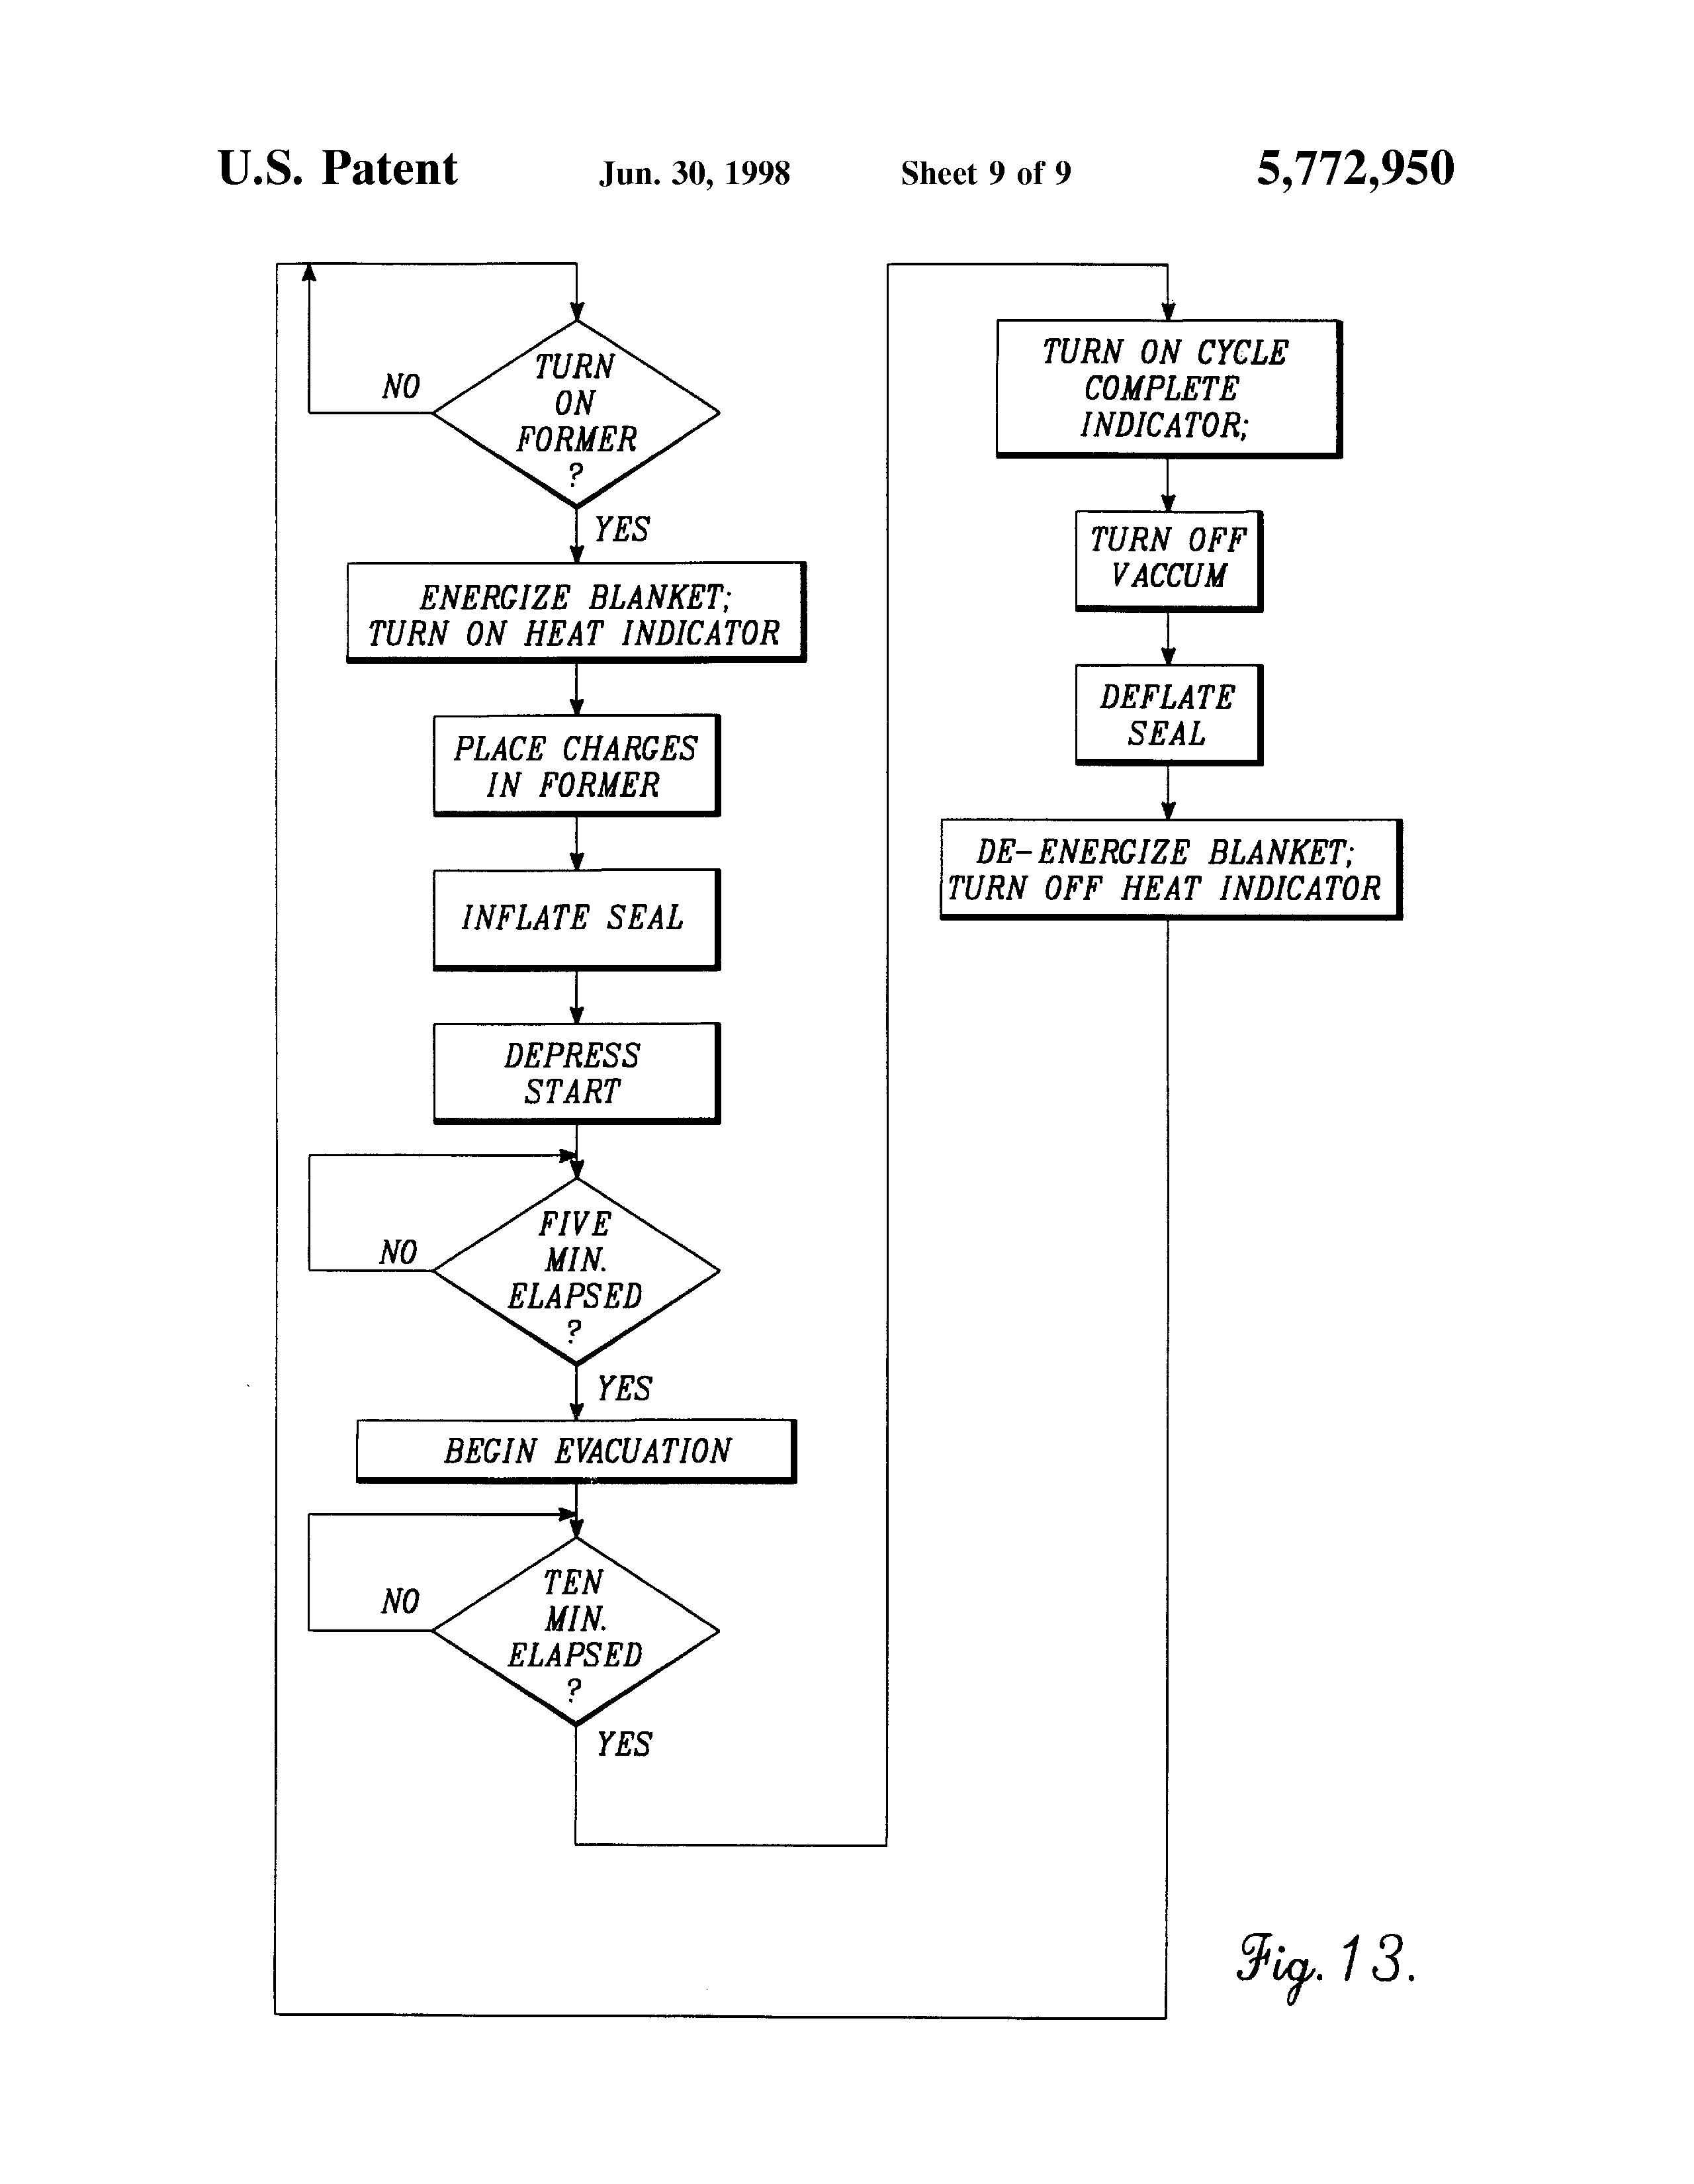 U.S. Patent Jun. 30, 1998 Sheet 9 of 9 5,772,950
TURN
ON
FORMER
?
NO
YES
ENERGIZE BLANKET;
TURN ON HEAT INDICATOR
PLACE CHARGES
IN FORMER
INFLATE SEAL
DEPRESS
START
FIVE
MIN.
ELAPSED
?
NO
YES
BEGIN EVACUATION
TEN
MIN.
ELAPSED
?
NO
YES
TURN ON CYCLE
COMPLETE
INDICATOR;
TURN OFF
VACCUM
DEFLATE
SEAL
DE-ENERGIZE BLANKET;
TURN OFF HEAT INDICATOR
Fig. 13.